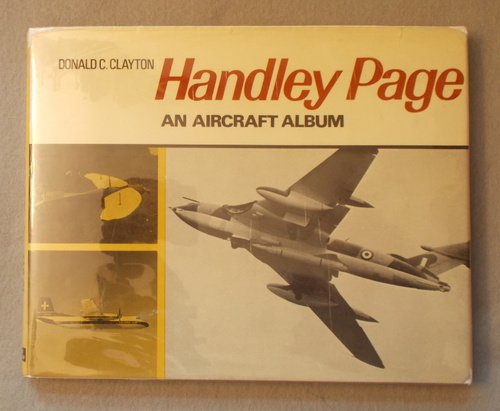 DONALD C. CLAYTON Handley Page
AN AIRCRAFT ALBUM